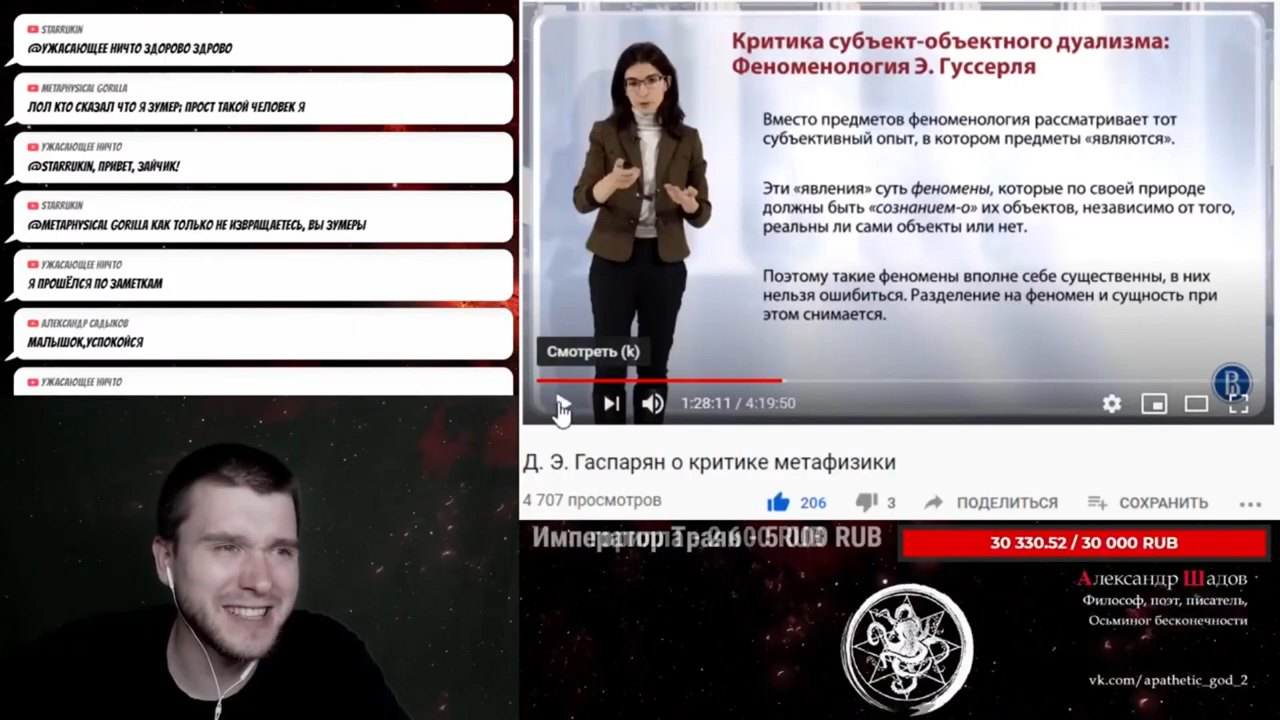 STARRUKIN
@УЖАСАЮЩЕЕ НИЧТО ЗДОРОВО ЗДРОВО
METAPHYSICAL GORILLA
ЛОЛ КТО СКАЗАЛ ЧТО Я ЗУМЕР; ПРОСТ ТАКОЙ ЧЕЛОВЕК Я
УЖАСАЮЩЕЕ НИЧТО
@STARRUKIN, ПРИВЕТ, ЗАЙЧИК!
STARRUKIN
@METAPHYSICAL GORILLA КАК ТОЛЬКО НЕ ИЗВРАЩАЕТЕСЬ, ВЫ ЗУМЕРЫ
УЖАСАЮЩЕЕ НИЧТО
Я ПРОШЁЛСЯ ПО ЗАМЕТКАМ
АЛЕКСАНДР САДЫКОВ
МАЛЫШОК,УСПОКОЙСЯ
УЖАСАЮЩЕЕ НИЧТО
Критика субъект-объектного дуализма:
Феноменология Э. Гуссерля
Вместо предметов феноменология рассматривает тот
субъективный опыт, в котором предметы «являются».
Эти «явления» суть феномены, которые по своей природе
должны быть «сознанием-о» их объектов, независимо от того,
реальны ли сами объекты или нет.
Поэтому такие феномены вполне себе существенны, в них
нельзя ошибиться. Разделение на феномен и сущность при
этом снимается.
Смотреть (k)
1:28:11 / 4:19:50
Д. Э. Гаспарян о критике метафизики
4 707 просмотров
206
3
ПОДЕЛИТЬСЯ
СОХРАНИТЬ
Император Траян
RUB
30 330.52 / 30 000 RUB
Александр Шадов
Философ, поэт, писатель,
Осьминог бесконечности
vk.com/apathetic_god_2